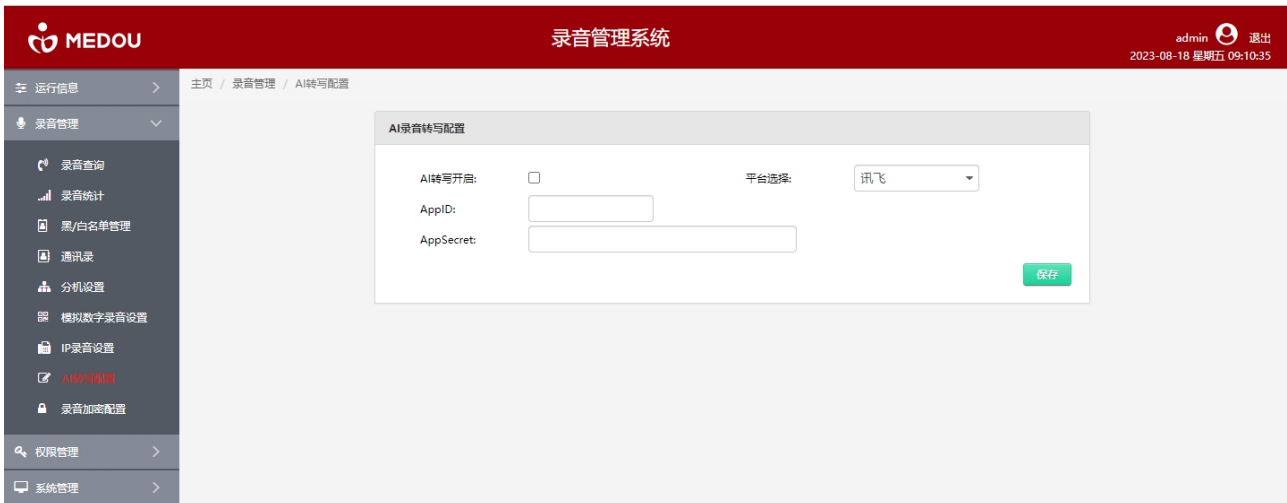 MEDOU
录音管理系统
admin 退出
2023-08-18 星期五 09:10:35
运行信息
主页 / 录音管理 / AI转写配置
录音管理
录音查询
录音统计
黑/白名单管理
通讯录
分机设置
模拟数字录音设置
IP录音设置
AI转写配置
录音加密配置
权限管理
系统管理
AI录音转写配置
AI转写开启:
平台选择: 讯飞
AppID:
AppSecret:
保存